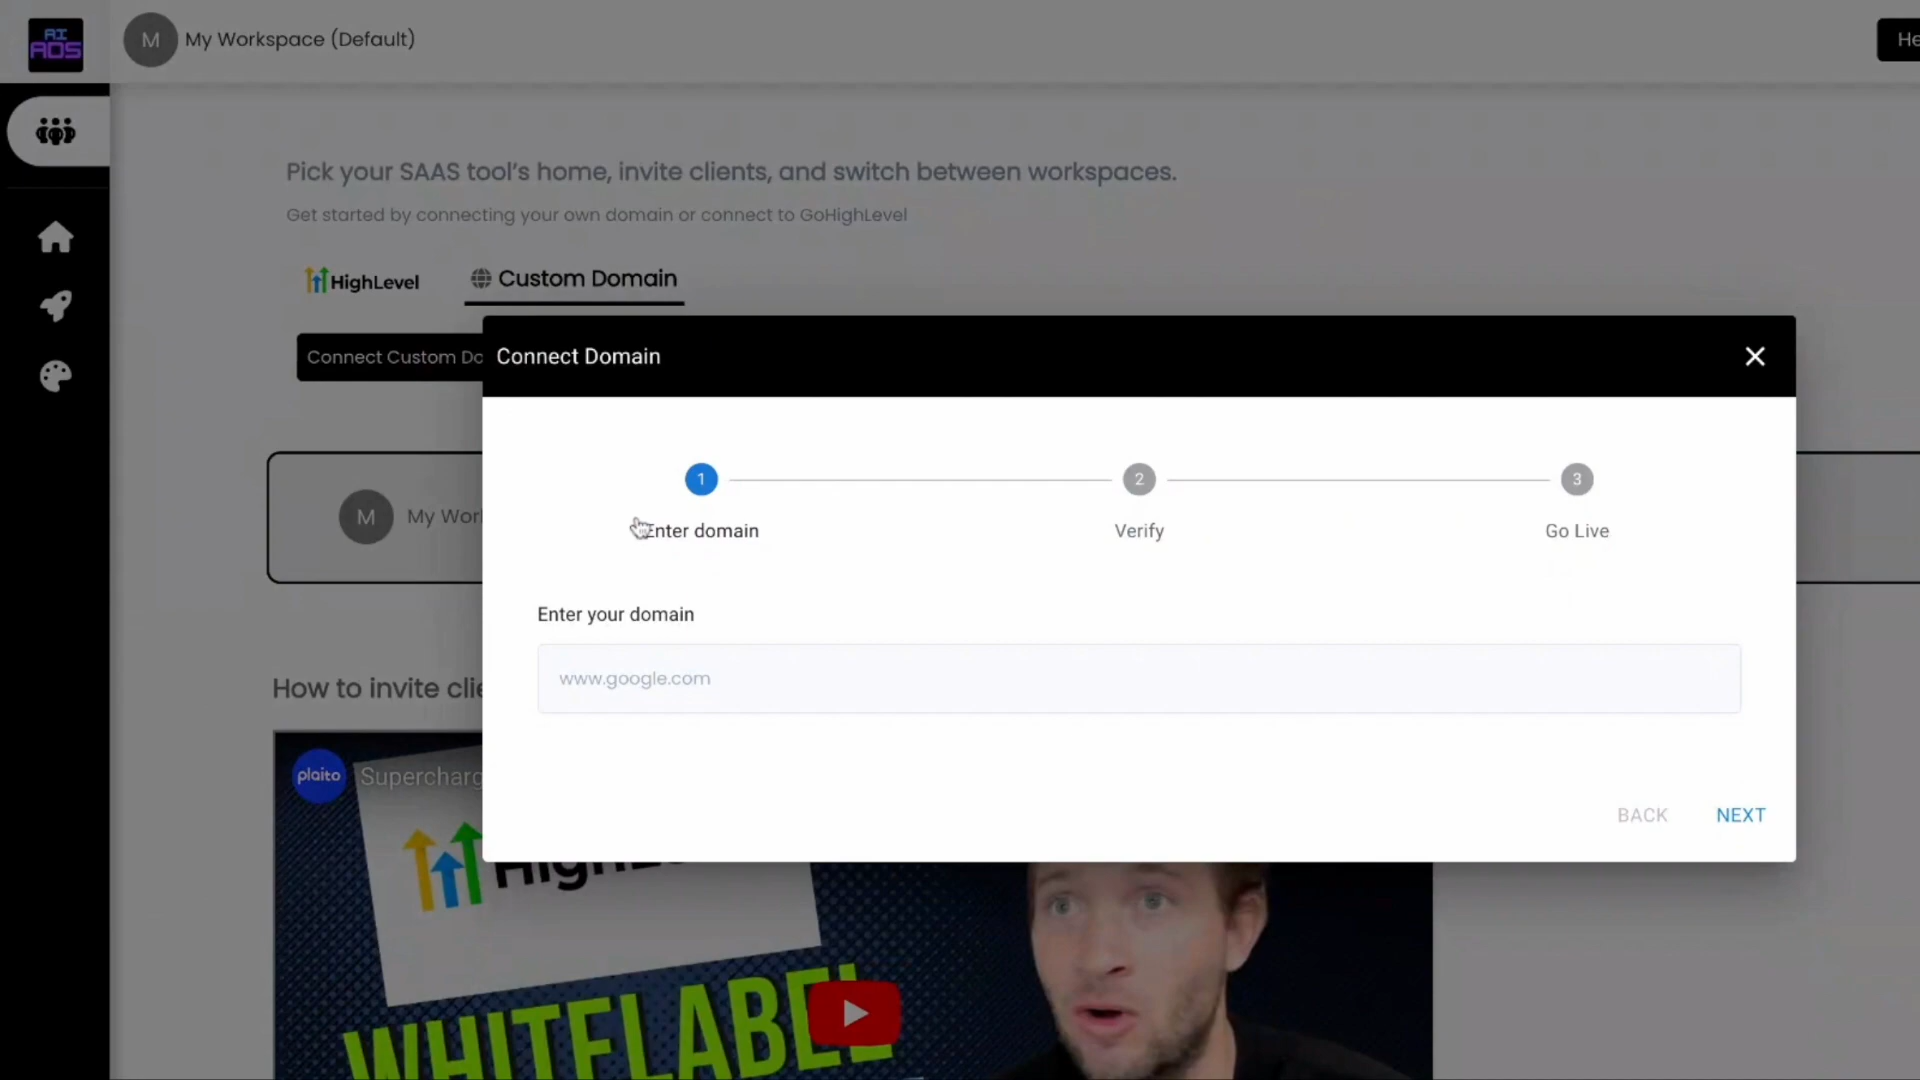 AI
ADS
M
My Workspace (Default)
He
Pick your SAAS tool's home, invite clients, and switch between workspaces.
Get started by connecting your own domain or connect to GoHighLevel
HighLevel
Custom Domain
Connect Custom Do
Connect Domain
1
2
3
Enter domain
Verify
Go Live
M
My Work
Enter your domain
www.google.com
How to invite clie
BACK
NEXT
plaito
Supercharg
HighL
WHITELABEL